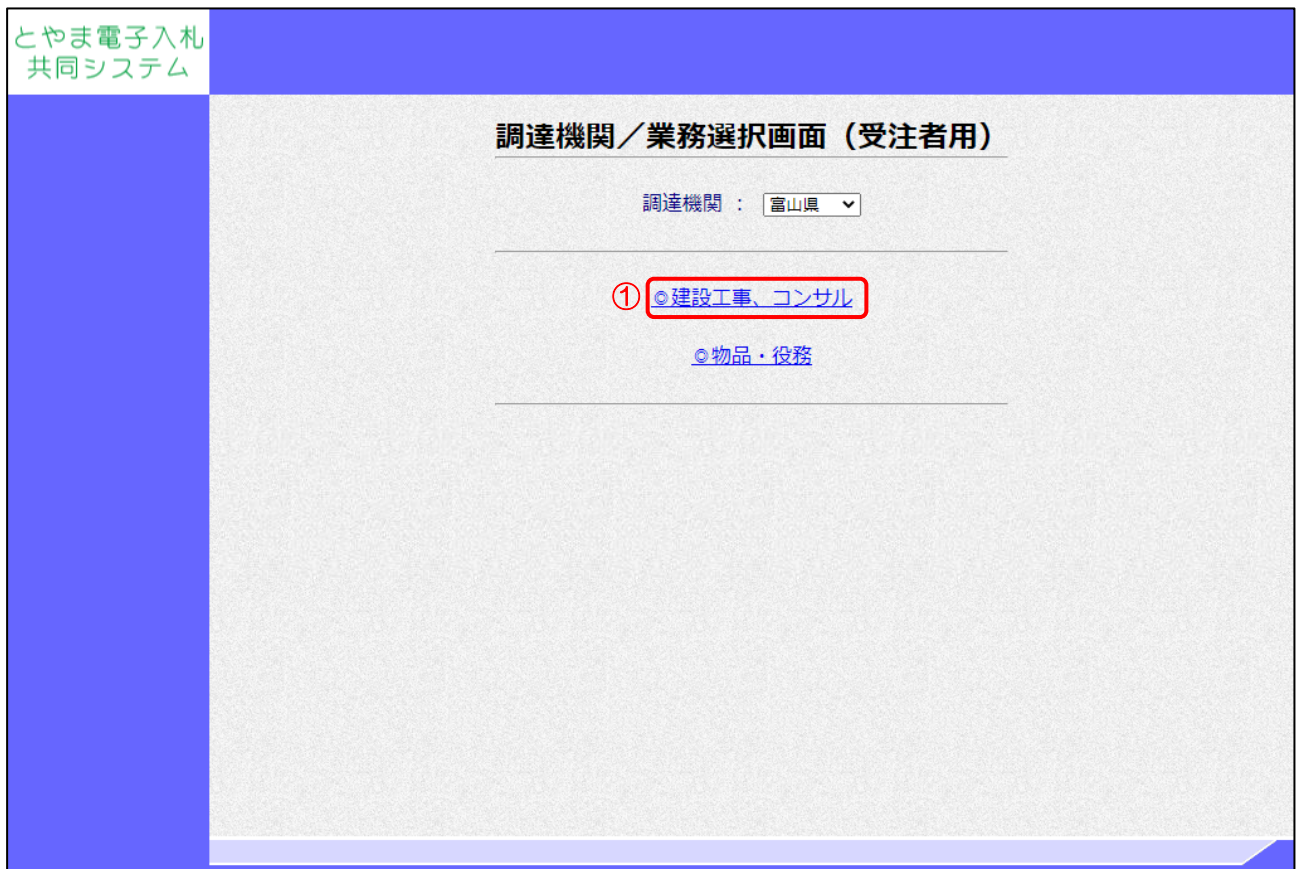 とやま電子入札
共同システム
調達機関／業務選択画面（受注者用）
調達機関 ： 富山県
① ◎建設工事、コンサル
◎物品・役務